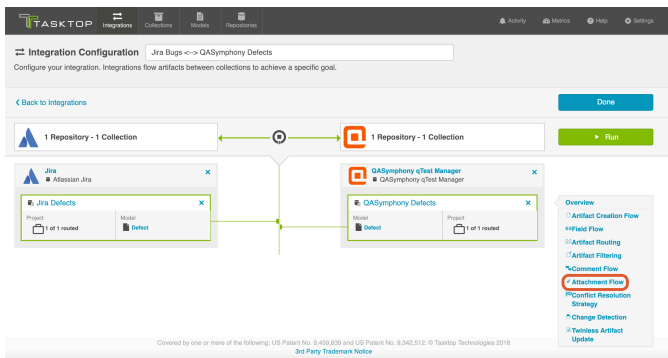 TASKTOP
Integrations
Collections
Models
Repositories
Activity
Metrics
Help
Settings
Integration Configuration
Jira Bugs <--> QASymphony Defects
Configure your integration. Integrations flow artifacts between collections to achieve a specific goal.
Back to Integrations
Done
1 Repository - 1 Collection
1 Repository - 1 Collection
Run
Jira
Atlassian Jira
Jira Defects
Project
1 of 1 routed
Model
Defect
QASymphony qTest Manager
QASymphony qTest Manager
QASymphony Defects
Model
Defect
Project
1 of 1 routed
Overview
Artifact Creation Flow
Field Flow
Artifact Routing
Artifact Filtering
Comment Flow
Attachment Flow
Conflict Resolution
Strategy
Change Detection
Twinless Artifact
Update
Covered by one or more of the following: US Patent No. 9,459,839 and US Patent No. 9,342,512. © Tasktop Technologies 2018
3rd Party Trademark Notice